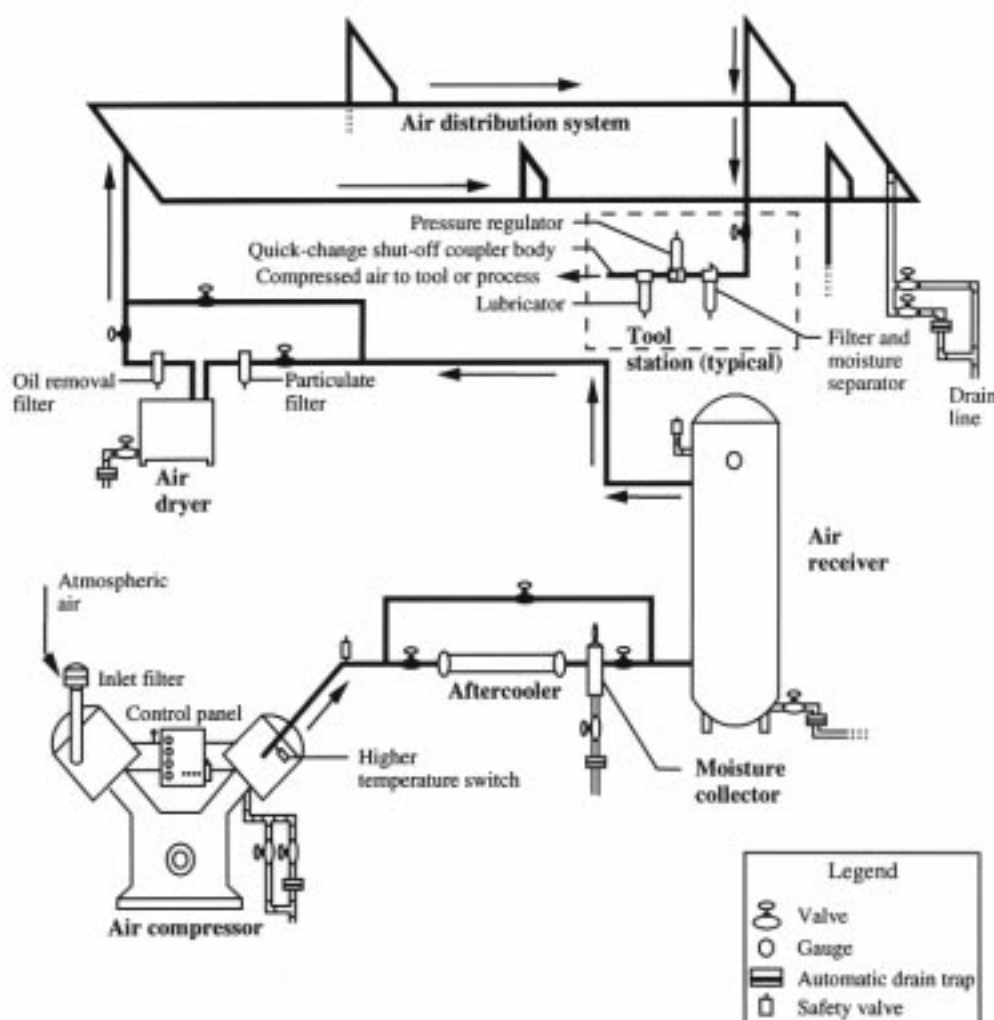 Air distribution system
Pressure regulator
Quick-change shut-off coupler body
Compressed air to tool or process
Lubricator
Tool
station (typical)
Filter and
moisture
separator
Drain
line
Oil removal
filter
Particulate
filter
Air
dryer
Air
receiver
Atmospheric
air
Inlet filter
Control panel
Aftercooler
Higher
temperature switch
Moisture
collector
Air compressor
Legend
Valve
Gauge
Automatic drain trap
Safety valve